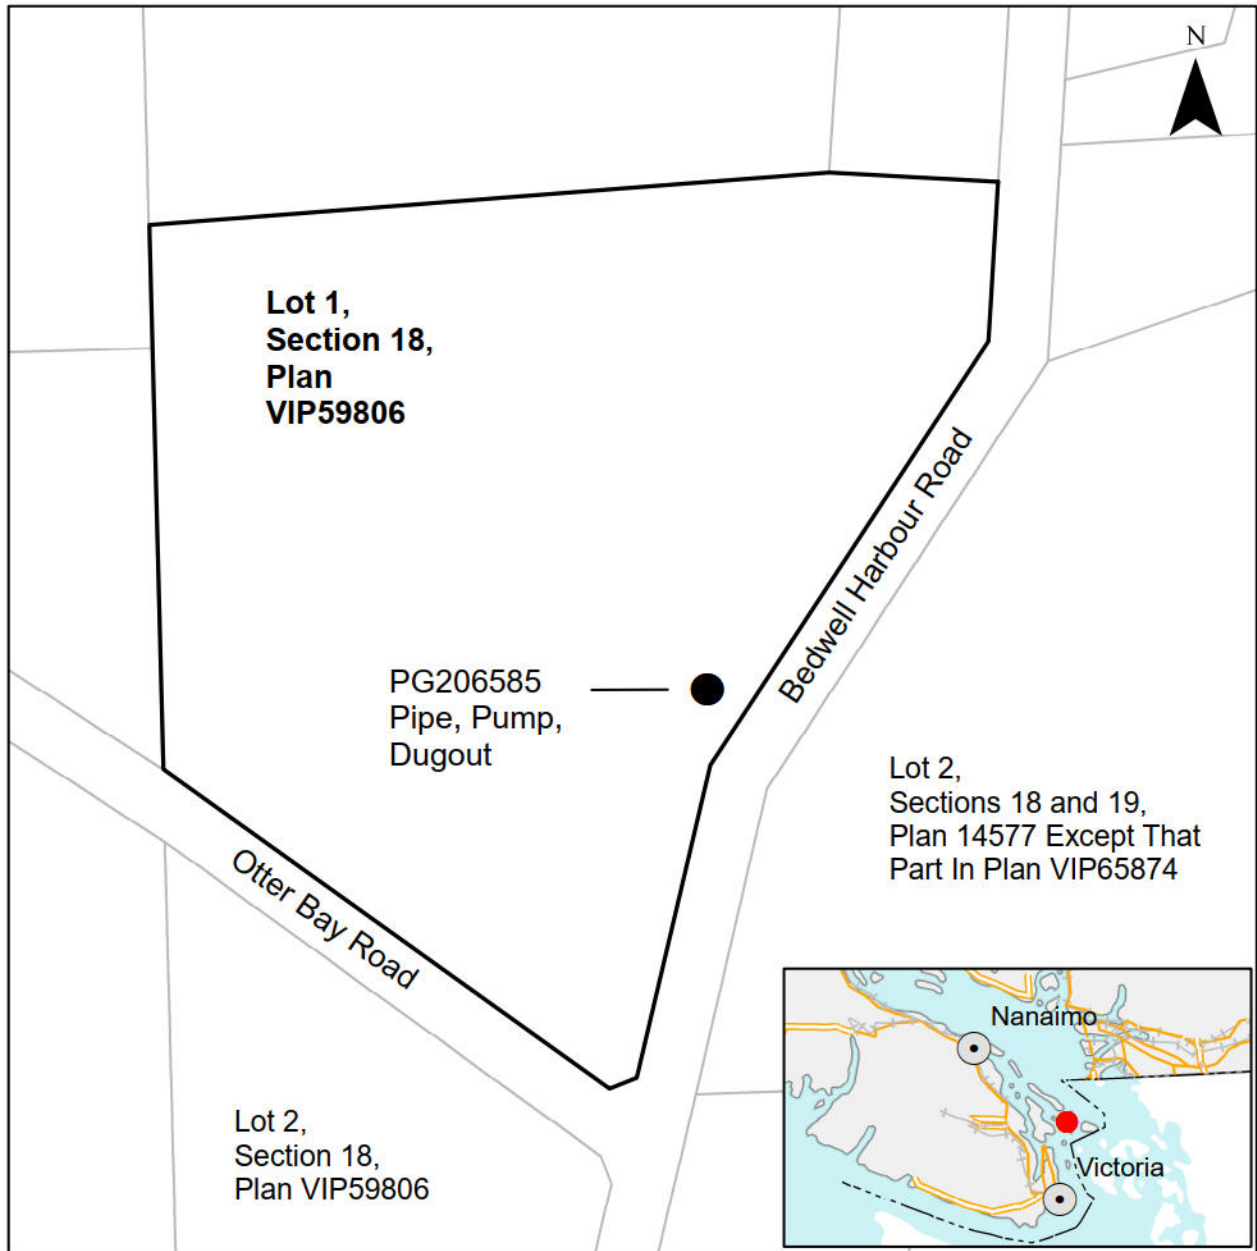 N
Lot 1,
Section 18,
Plan
VIP59806
Bedwell Harbour Road
PG206585
Pipe, Pump,
Dugout
Lot 2,
Sections 18 and 19,
Plan 14577 Except That
Part In Plan VIP65874
Otter Bay Road
Lot 2,
Section 18,
Plan VIP59806
Nanaimo
Victoria